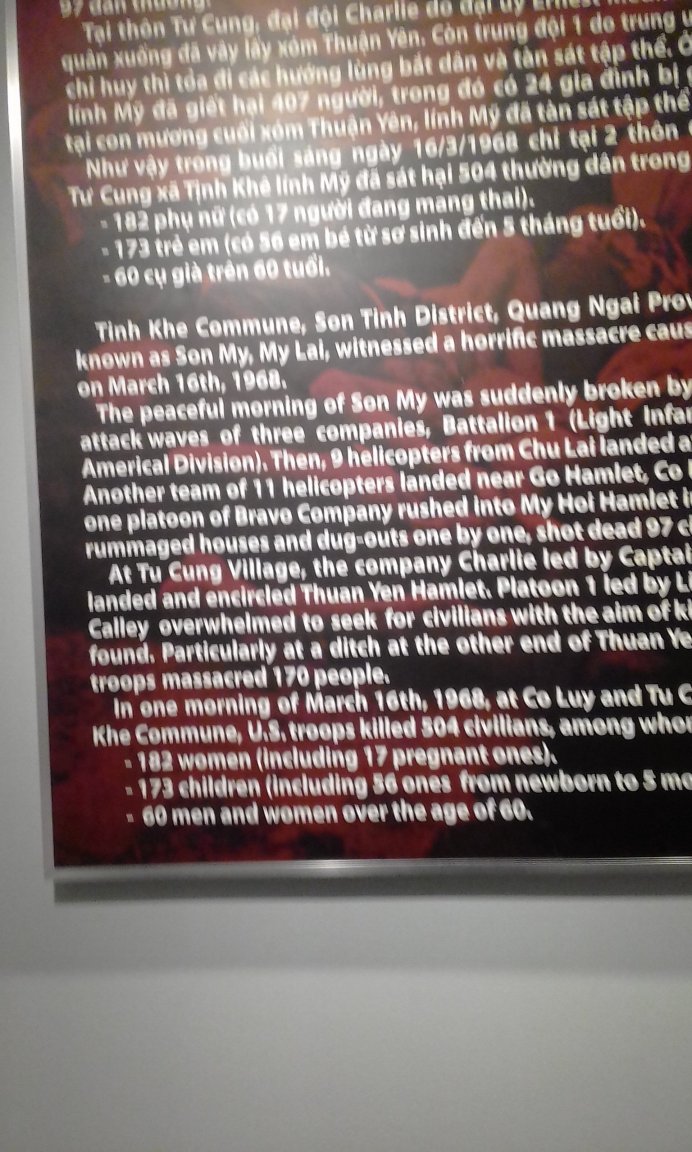 97 dân thường.
Tại thôn Tư Cung, đại đội Charlie do đại úy Ernest
quân xuống đã vây lấy xóm Thuận Yên. Còn trung đội 1 do trung
chỉ huy thì tỏa đi các hướng lùng bắt dân và tàn sát tập thể.
lính Mỹ đã giết hại 407 người, trong đó có 24 gia đình bị
tại con mương cuối xóm Thuận Yên, lính Mỹ đã tàn sát tập thể
Như vậy trong buổi sáng ngày 16/3/1968 chỉ tại 2 thôn
Tư Cung xã Tịnh Khê lính Mỹ đã sát hại 504 thường dân trong
- 182 phụ nữ (có 17 người đang mang thai).
- 173 trẻ em (có 56 em bé từ sơ sinh đến 5 tháng tuổi).
- 60 cụ già trên 60 tuổi.
Tinh Khe Commune, Son Tinh District, Quang Ngai
known as Son My, My Lai, witnessed a horrific massacre
on March 16th, 1968.
The peaceful morning of Son My was suddenly broken by
attack waves of three companies, Battalion 1 (Light
Americal Division). Then, 9 helicopters from Chu Lai landed
Another team of 11 helicopters landed near Go Hamlet, Co
one platoon of Bravo Company rushed into My Hoi Hamlet
rummaged houses and dug-outs one by one, shot dead 97
At Tu Cung Village, the company Charlie led by
landed and encircled Thuan Yen Hamlet. Platoon 1 led by
Calley overwhelmed to seek for civilians with the aim of
found. Particularly at a ditch at the other end of Thuan
troops massacred 170 people.
In one morning of March 16th, 1968, at Co Luy and Tu
Khe Commune, U.S. troops killed 504 civilians, among
- 182 women (including 17 pregnant ones).
- 173 children (including 56 ones from newborn to 5
- 60 men and women over the age of 60.